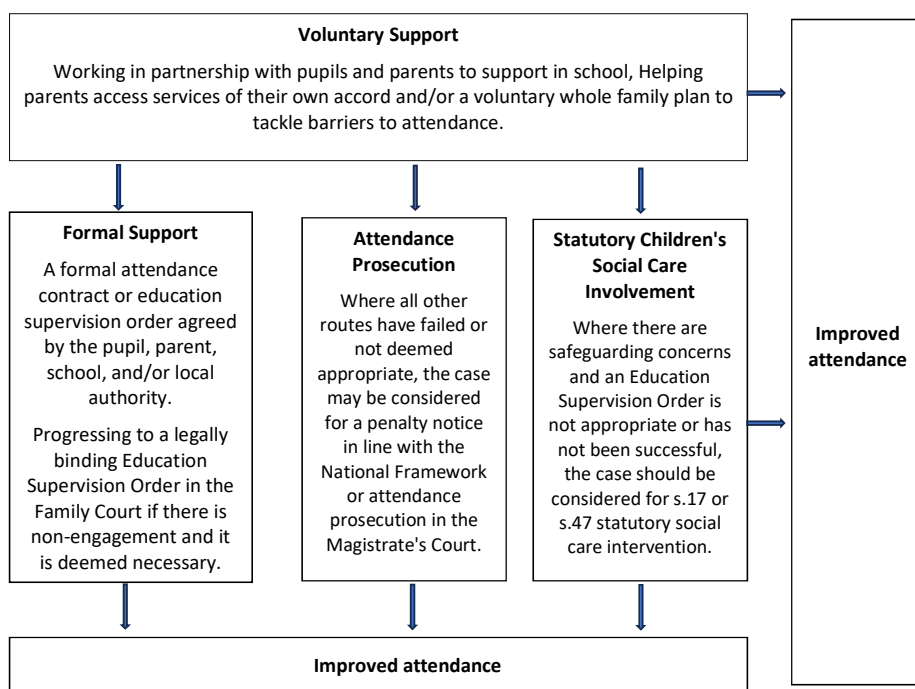 Voluntary Support
Working in partnership with pupils and parents to support in school, Helping
parents access services of their own accord and/or a voluntary whole family plan to
tackle barriers to attendance.
Formal Support
A formal attendance
contract or education
supervision order agreed
by the pupil, parent,
school, and/or local
authority.
Progressing to a legally
binding Education
Supervision Order in the
Family Court if there is
non-engagement and it
is deemed necessary.
Attendance
Prosecution
Where all other
routes have failed or
not deemed
appropriate, the case
may be considered
for a penalty notice
in line with the
National Framework
or attendance
prosecution in the
Magistrate's Court.
Statutory Children's
Social Care
Involvement
Where there are
safeguarding concerns
and an Education
Supervision Order is
not appropriate or has
not been successful,
the case should be
considered for s.17 or
s.47 statutory social
care intervention.
Improved
attendance
Improved attendance